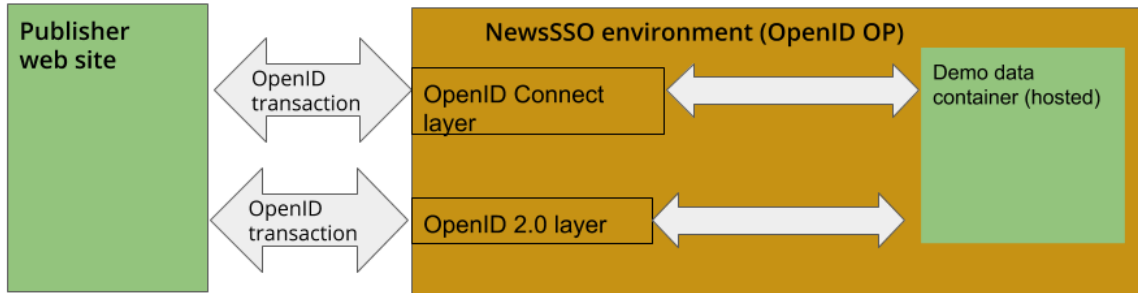 Publisher
web site
NewsSSO environment (OpenID OP)
OpenID
transaction
OpenID Connect
layer
Demo data
container (hosted)
OpenID
transaction
OpenID 2.0 layer